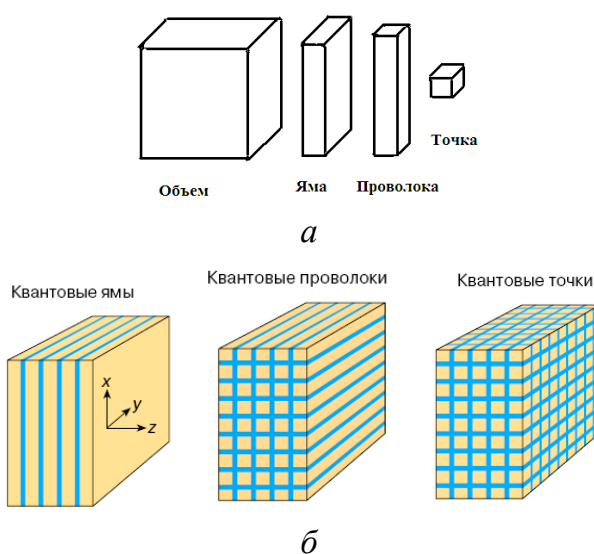 Объем
Яма
Проволока
Точка
а
Квантовые ямы
Квантовые проволоки
Квантовые точки
x
y
z
б